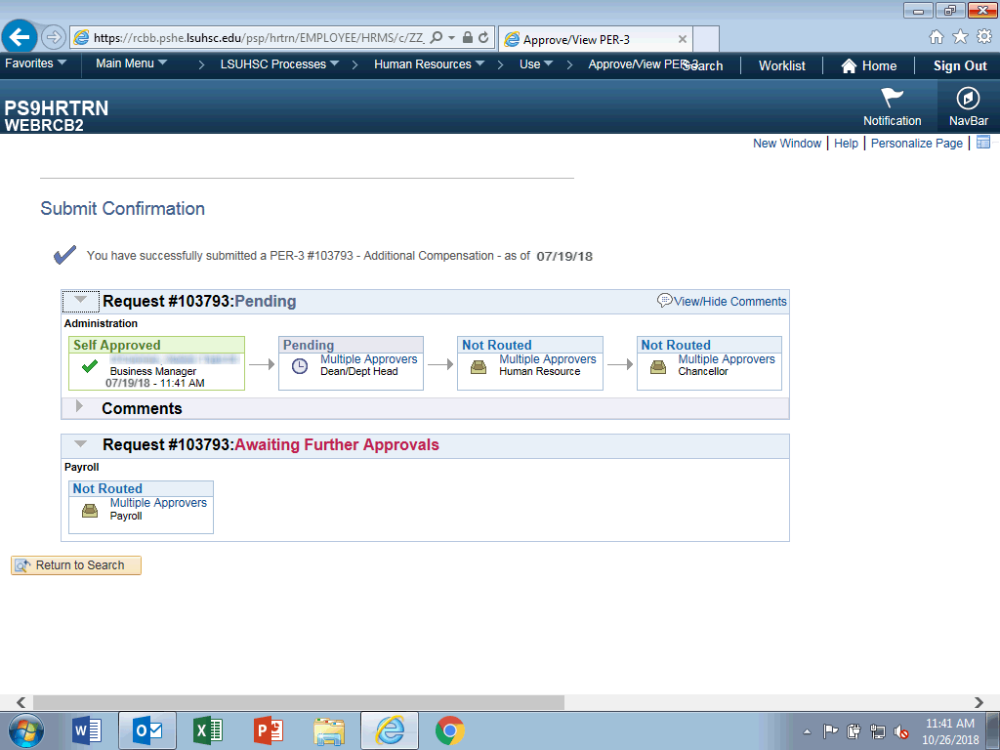 https://rcbb.pshe.lsuhsc.edu/psp/hrtrn/EMPLOYEE/HRMS/c/ZZ_
Approve/View PER-3
Favorites
Main Menu
LSUHSC Processes
Human Resources
Use
Approve/View PER-3
Search
Worklist
Home
Sign Out
PS9HRTRN
WEBRCB2
Notification
NavBar
New Window
Help
Personalize Page
Submit Confirmation
You have successfully submitted a PER-3 #103793 - Additional Compensation - as of 07/19/18
Request #103793:Pending
View/Hide Comments
Administration
Self Approved
Business Manager
07/19/18 - 11:41 AM
Pending
Multiple Approvers
Dean/Dept Head
Not Routed
Multiple Approvers
Human Resource
Not Routed
Multiple Approvers
Chancellor
Comments
Request #103793:Awaiting Further Approvals
Payroll
Not Routed
Multiple Approvers
Payroll
Return to Search
11:41 AM
10/26/2018